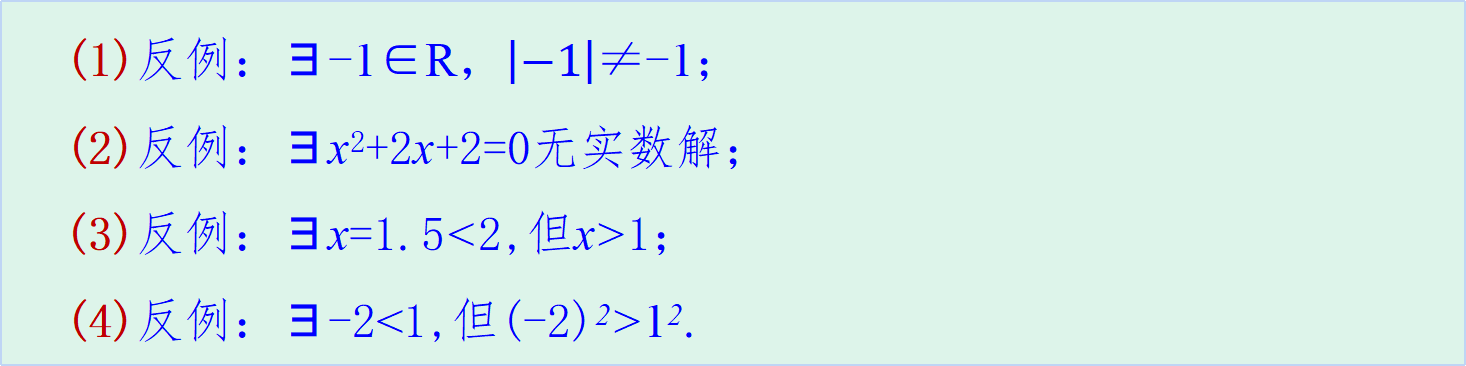 (1)反例：∃-1∈R，|−1|≠-1；
(2)反例：∃x²+2x+2=0无实数解；
(3)反例：∃x=1.5<2,但x>1；
(4)反例：∃-2<1,但(-2)²>1².